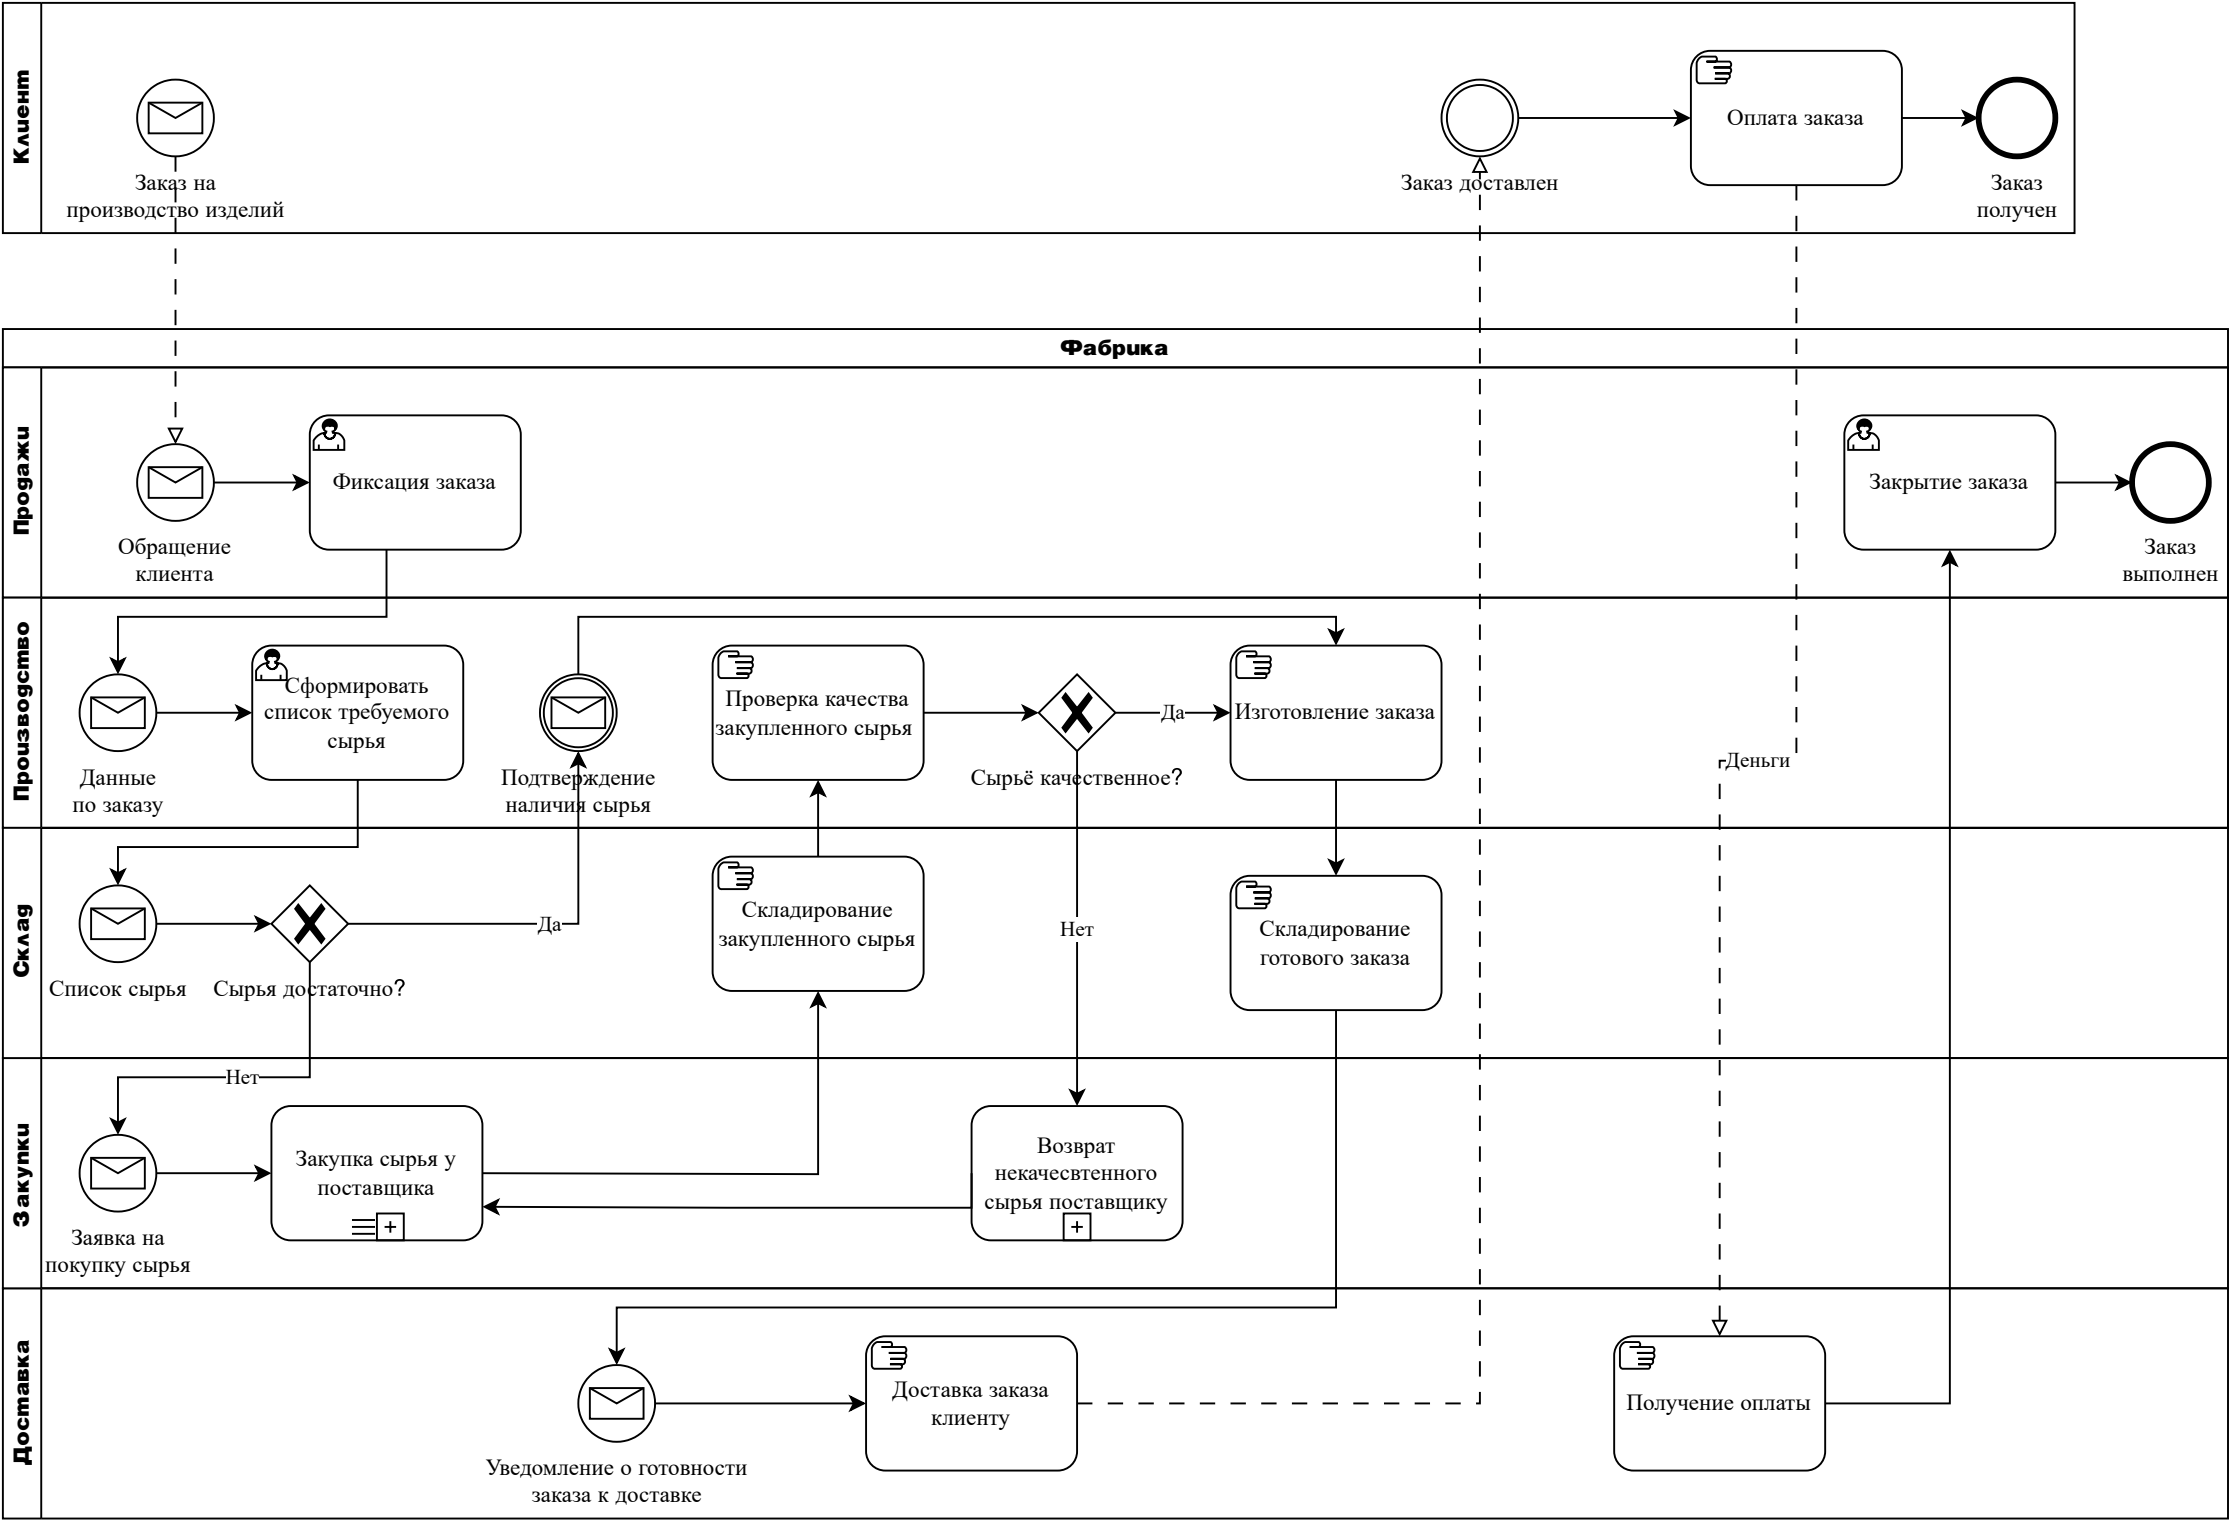 Клиент
Заказ на
производство изделий
Заказ доставлен
Оплата заказа
Заказ
получен
Фабрика
Продажи
Обращение
клиента
Фиксация заказа
Закрытие заказа
Заказ
выполнен
Производство
Данные
по заказу
Сформировать
список требуемого
сырья
Подтверждение
наличия сырья
Проверка качества
закупленного сырья
Сырьё качественное?
Да
Изготовление заказа
Деньги
Склад
Список сырья
Сырья достаточно?
Да
Складирование
закупленного сырья
Нет
Складирование
готового заказа
Закупки
Нет
Заявка на
покупку сырья
Закупка сырья у
поставщика
Возврат
некачесвтенного
сырья поставщику
Доставка
Уведомление о готовности
заказа к доставке
Доставка заказа
клиенту
Получение оплаты